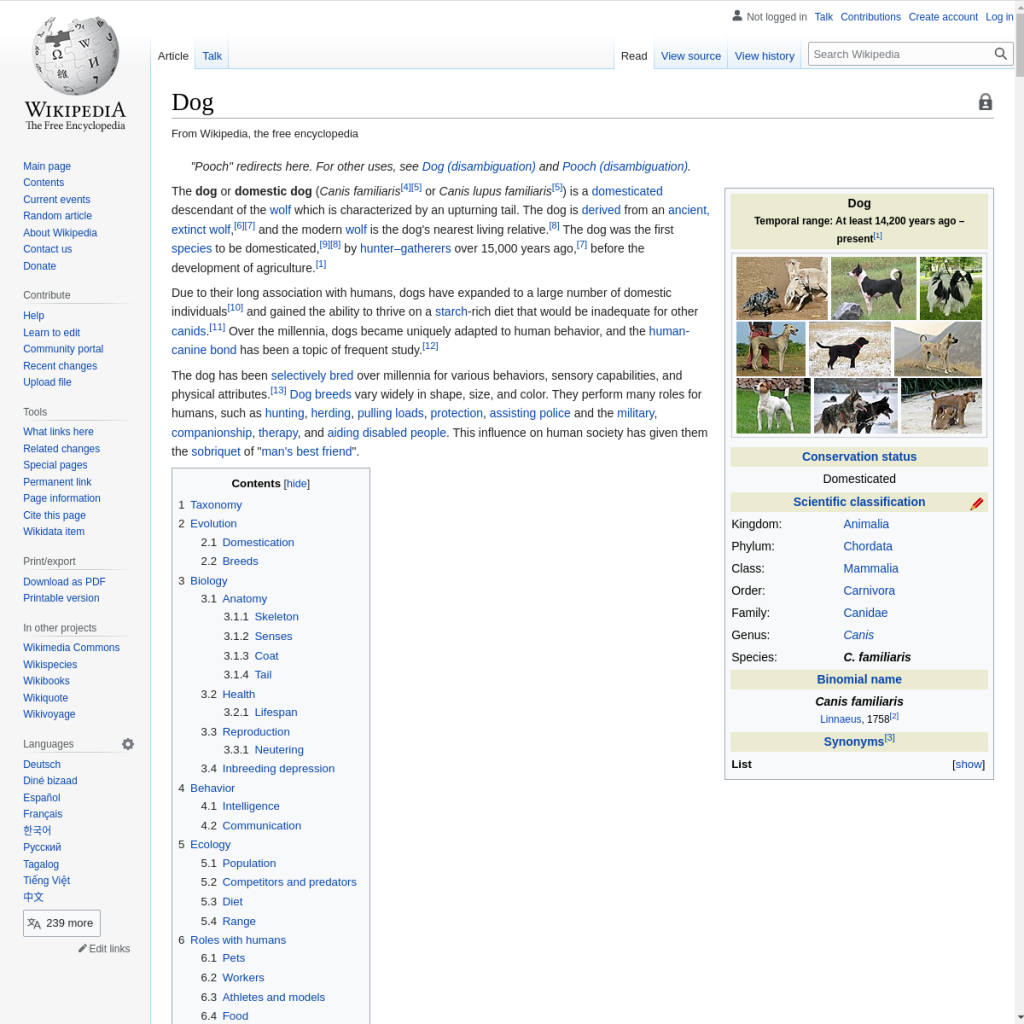 Not logged in Talk Contributions Create account Log in
Article Talk Read View source View history Search Wikipedia
WIKIPEDIA
The Free Encyclopedia
Main page
Contents
Current events
Random article
About Wikipedia
Contact us
Donate
Contribute
Help
Learn to edit
Community portal
Recent changes
Upload file
Tools
What links here
Related changes
Special pages
Permanent link
Page information
Cite this page
Wikidata item
Print/export
Download as PDF
Printable version
In other projects
Wikimedia Commons
Wikispecies
Wikibooks
Wikiquote
Wikivoyage
Languages
Deutsch
Diné bizaad
Español
Français
한국어
Русский
Tagalog
Tiếng Việt
中文
239 more
Edit links
Dog
From Wikipedia, the free encyclopedia
"Pooch" redirects here. For other uses, see Dog (disambiguation) and Pooch (disambiguation).
The dog or domestic dog (Canis familiaris[4][5] or Canis lupus familiaris[5]) is a domesticated
descendant of the wolf which is characterized by an upturning tail. The dog is derived from an ancient,
extinct wolf,[6][7] and the modern wolf is the dog's nearest living relative.[8] The dog was the first
species to be domesticated,[9][8] by hunter–gatherers over 15,000 years ago,[7] before the
development of agriculture.[1]
Due to their long association with humans, dogs have expanded to a large number of domestic
individuals[10] and gained the ability to thrive on a starch-rich diet that would be inadequate for other
canids.[11] Over the millennia, dogs became uniquely adapted to human behavior, and the human-
canine bond has been a topic of frequent study.[12]
The dog has been selectively bred over millennia for various behaviors, sensory capabilities, and
physical attributes.[13] Dog breeds vary widely in shape, size, and color. They perform many roles for
humans, such as hunting, herding, pulling loads, protection, assisting police and the military,
companionship, therapy, and aiding disabled people. This influence on human society has given them
the sobriquet of "man's best friend".
Contents [hide]
1 Taxonomy
2 Evolution
2.1 Domestication
2.2 Breeds
3 Biology
3.1 Anatomy
3.1.1 Skeleton
3.1.2 Senses
3.1.3 Coat
3.1.4 Tail
3.2 Health
3.2.1 Lifespan
3.3 Reproduction
3.3.1 Neutering
3.4 Inbreeding depression
4 Behavior
4.1 Intelligence
4.2 Communication
5 Ecology
5.1 Population
5.2 Competitors and predators
5.3 Diet
5.4 Range
6 Roles with humans
6.1 Pets
6.2 Workers
6.3 Athletes and models
6.4 Food
Dog
Temporal range: At least 14,200 years ago –
present[1]
Conservation status
Domesticated
Scientific classification
Kingdom: Animalia
Phylum: Chordata
Class: Mammalia
Order: Carnivora
Family: Canidae
Genus: Canis
Species: C. familiaris
Binomial name
Canis familiaris
Linnaeus, 1758[2]
Synonyms[3]
List [show]